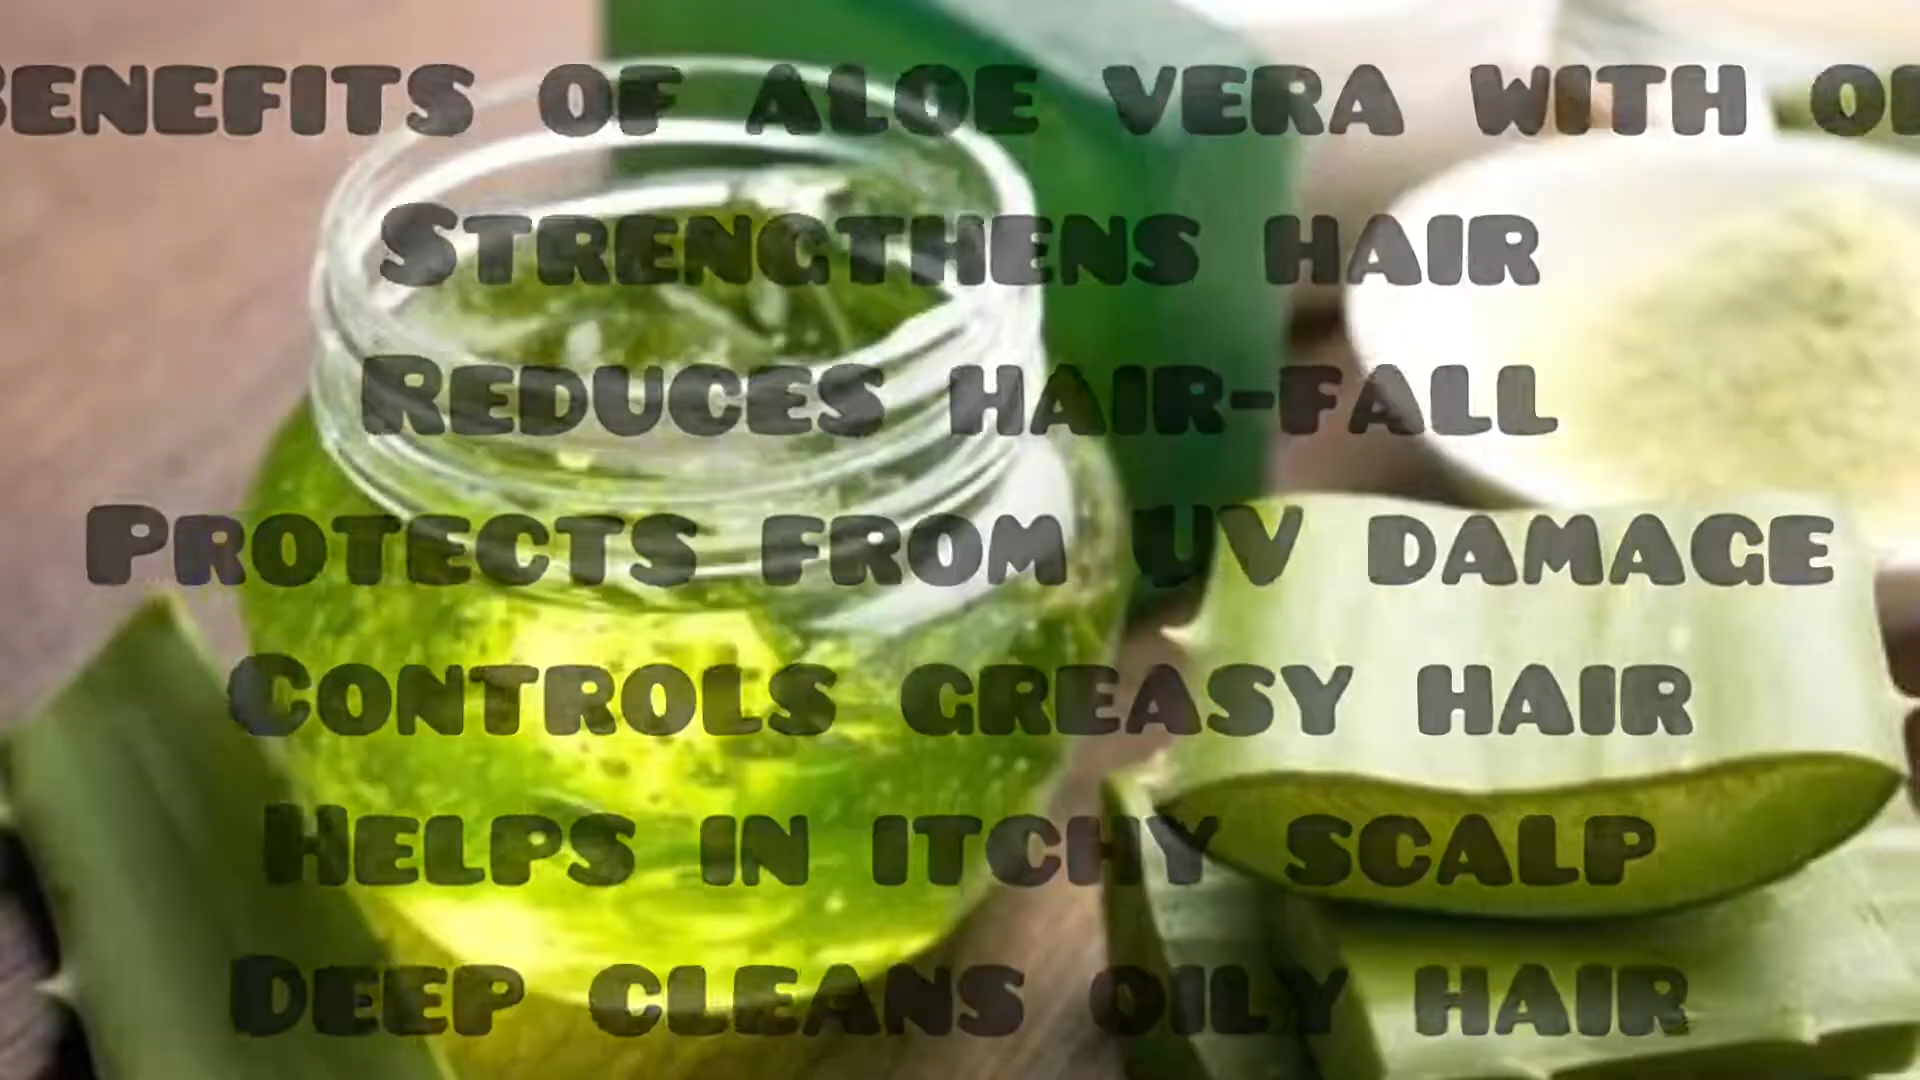 BENEFITS OF ALOE VERA WITH
STRENGTHENS HAIR
REDUCES HAIR-FALL
PROTECTS FROM UV DAMAGE
CONTROLS GREASY HAIR
HELPS IN ITCHY SCALP
DEEP CLEANS OILY HAIR